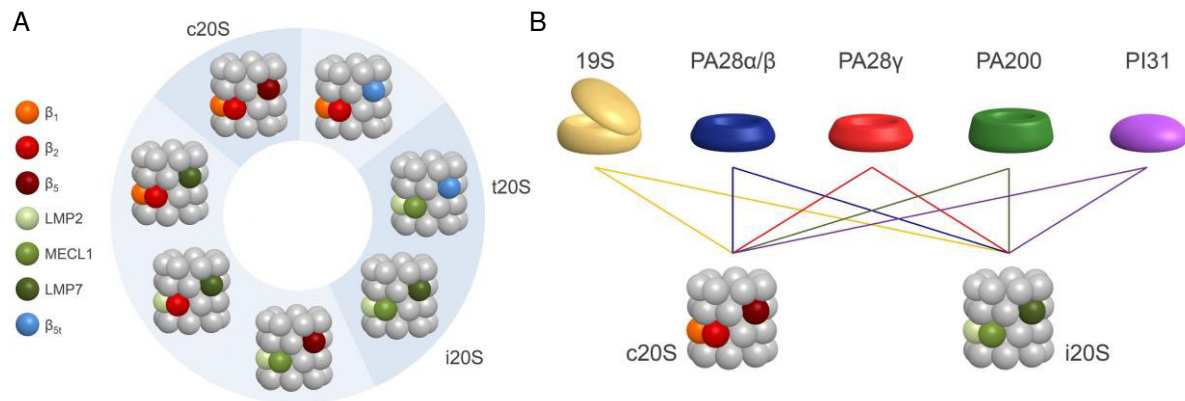 A
c20S
β1
β2
β5
LMP2
MECL1
LMP7
β5t
t20S
i20S
B
19S PA28α/β PA28γ PA200 PI31
c20S i20S